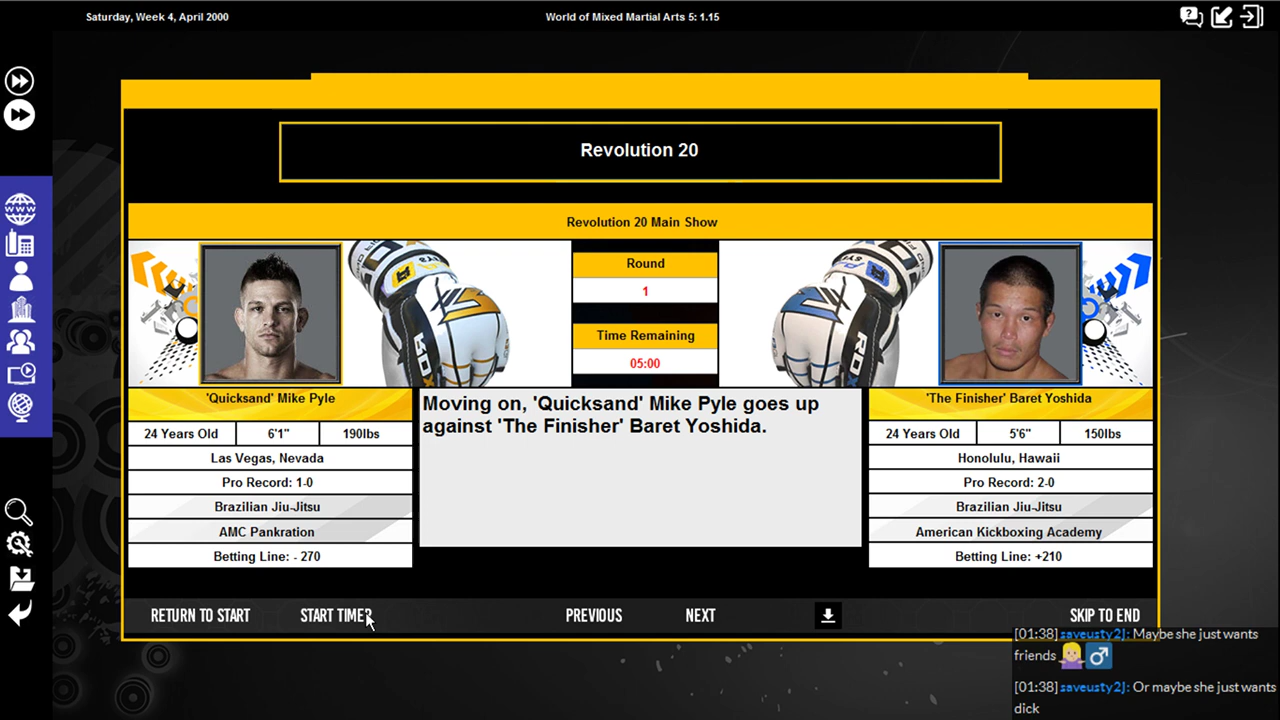 Saturday, Week 4, April 2000
World of Mixed Martial Arts 5: 1.15
WWW
Revolution 20
Revolution 20 Main Show
Round
1
Time Remaining
05:00
RDX
RDX
'Quicksand' Mike Pyle
24 Years Old
6'1"
190lbs
Las Vegas, Nevada
Pro Record: 1-0
Brazilian Jiu-Jitsu
AMC Pankration
Betting Line: - 270
Moving on, 'Quicksand' Mike Pyle goes up
against 'The Finisher' Baret Yoshida.
'The Finisher' Baret Yoshida
24 Years Old
5'6"
150lbs
Honolulu, Hawaii
Pro Record: 2-0
Brazilian Jiu-Jitsu
American Kickboxing Academy
Betting Line: +210
RETURN TO START
START TIMER
PREVIOUS
NEXT
SKIP TO END
[01:38] saveusty2J: Maybe she just wants
friends
[01:38] saveusty2J: Or maybe she just wants
dick